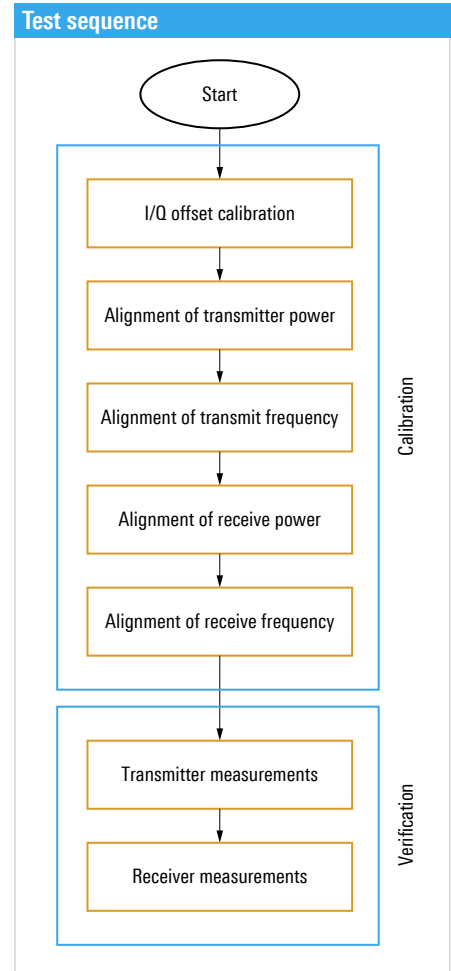 Test sequence
Start
I/Q offset calibration
Alignment of transmitter power
Alignment of transmit frequency
Alignment of receive power
Alignment of receive frequency
Calibration
Transmitter measurements
Receiver measurements
Verification